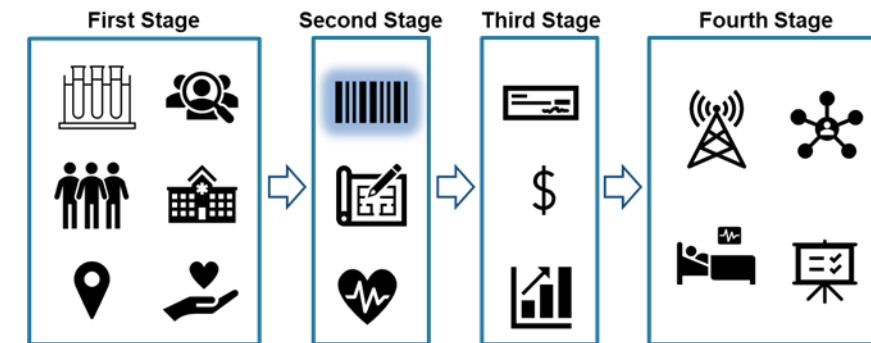 First Stage
Second Stage
Third Stage
Fourth Stage
$